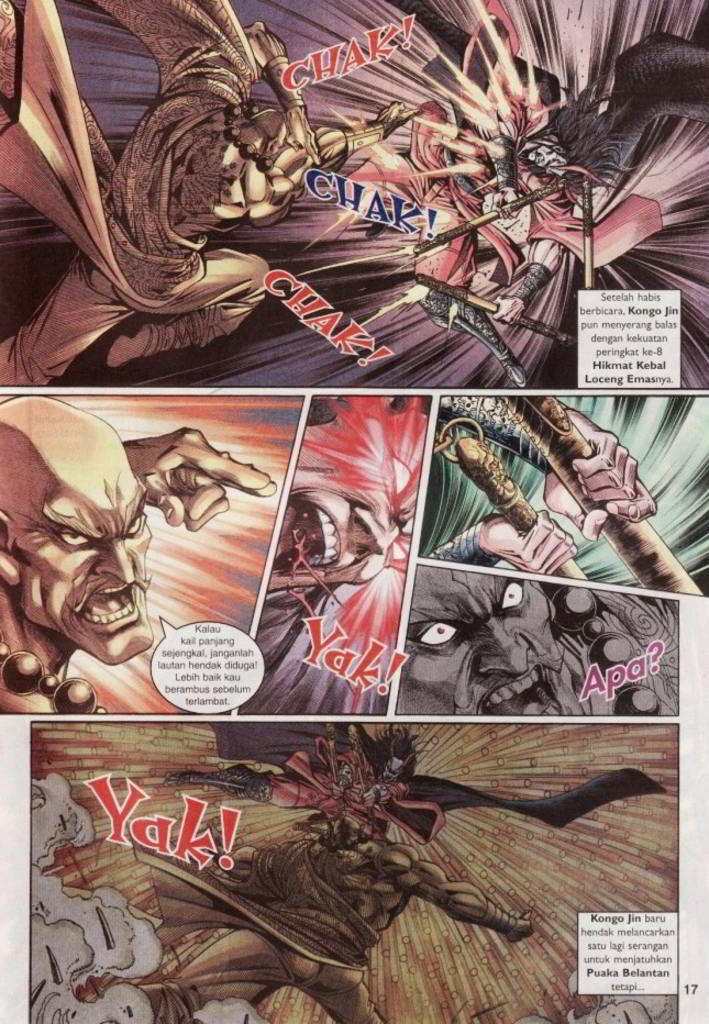 CHAK!
CHAK!
CHAK!
Setelah habis
berbicara, Kongo Jin
pun menyerang balas
dengan kekuatan
peringkat ke-8
Hikmat Kebal
Loceng Emasnya.
Kalau
kail panjang
sejengkal, janganlah
lautan hendak diduga!
Lebih baik kau
berambus sebelum
terlambat.
Yak!
Apa?
Yak!
Kongo Jin baru
hendak melancarkan
satu lagi serangan
untuk menjatuhkan
Puaka Belantan
tetapi...
17